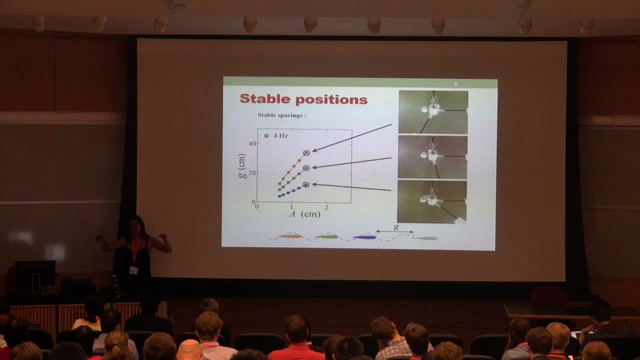 Stable positions
Stable spacings :
4 Hz
40
20
0
g (cm)
0
1
2
A (cm)
g